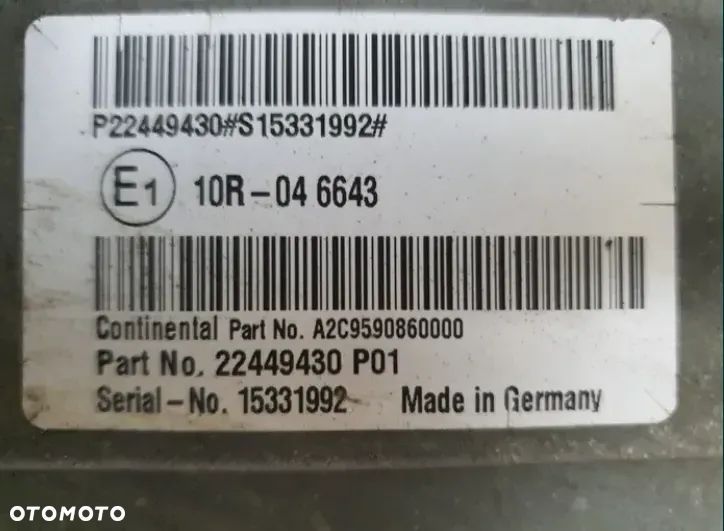 P22449430#S15331992#
E1 10R-04 6643
Continental Part No. A2C9590860000
Part No. 22449430 P01
Serial-No. 15331992 Made in Germany
OTOMOTO